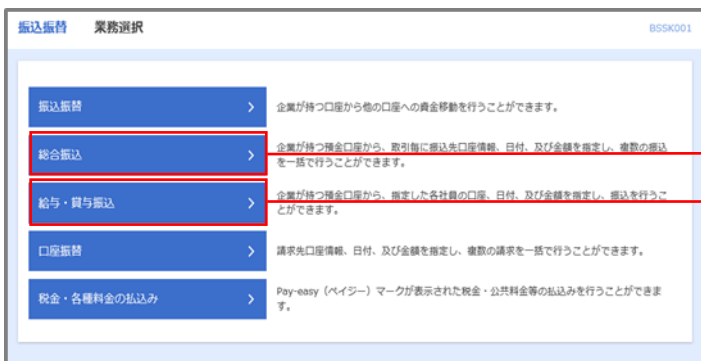 振込振替 業務選択 BSSK001
振込振替 企業が持つ口座から他の口座への資金移動を行うことができます。
総合振込 企業が持つ預金口座から、取引毎に振込先口座情報、日付、及び金額を指定し、複数の振込
を一括で行うことができます。
給与・賞与振込 企業が持つ預金口座から、指定した各社員の口座、日付、及び金額を指定し、振込を行うこ
とができます。
口座振替 請求先口座情報、日付、及び金額を指定し、複数の請求を一括で行うことができます。
税金・各種料金の払込み Pay-easy（ペイジー）マークが表示された税金・公共料金等の払込みを行うことができま
す。